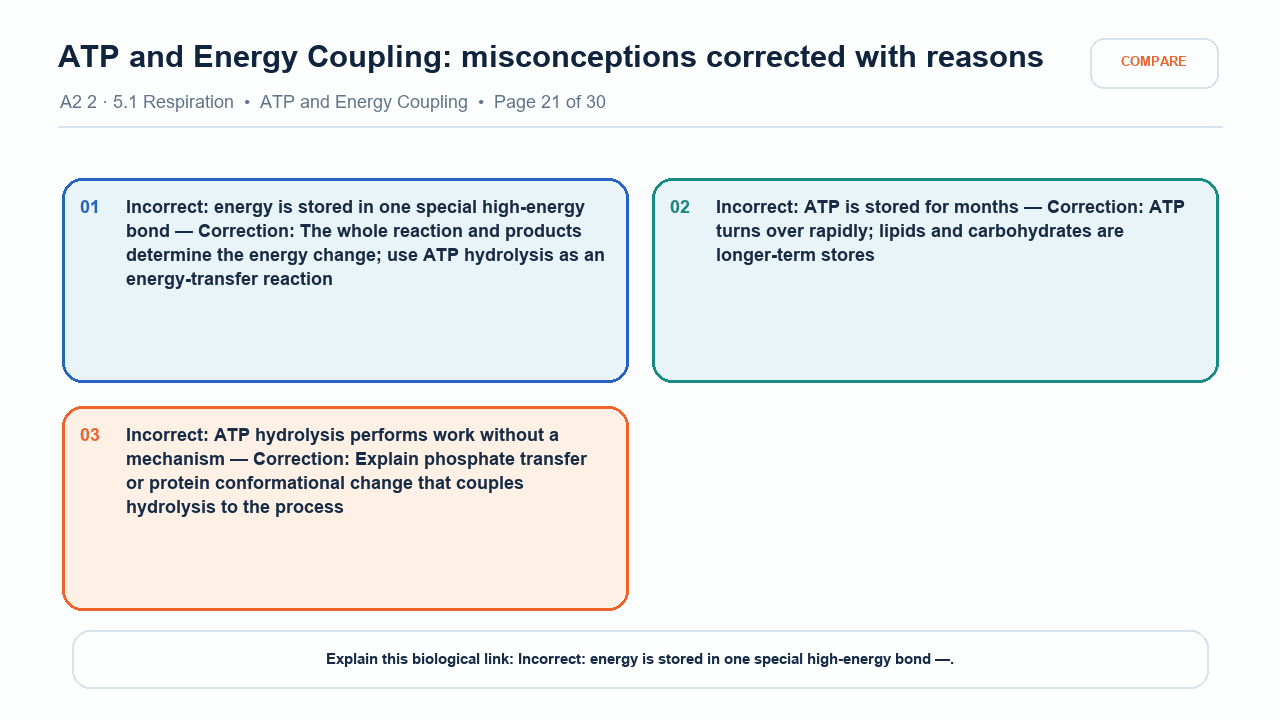 ATP and Energy Coupling: misconceptions corrected with reasons
COMPARE
A2 2 · 5.1 Respiration • ATP and Energy Coupling • Page 21 of 30
01
Incorrect: energy is stored in one special high-energy
bond — Correction: The whole reaction and products
determine the energy change; use ATP hydrolysis as an
energy-transfer reaction
02
Incorrect: ATP is stored for months — Correction: ATP
turns over rapidly; lipids and carbohydrates are
longer-term stores
03
Incorrect: ATP hydrolysis performs work without a
mechanism — Correction: Explain phosphate transfer
or protein conformational change that couples
hydrolysis to the process
Explain this biological link: Incorrect: energy is stored in one special high-energy bond —.